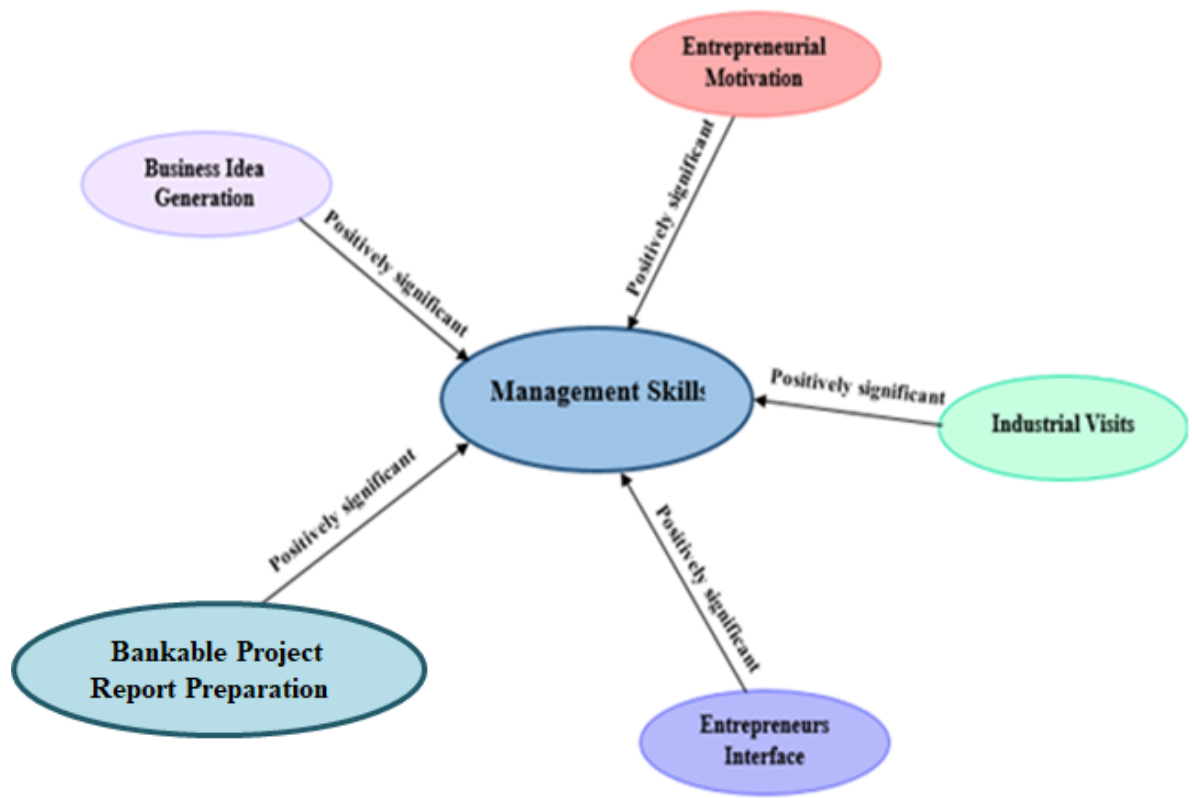 Entrepreneurial
Motivation
Business Idea
Generation
Positively significant
Positively significant
Management Skills
Positively significant
Industrial Visits
Positively significant
Positively significant
Bankable Project
Report Preparation
Entrepreneurs
Interface